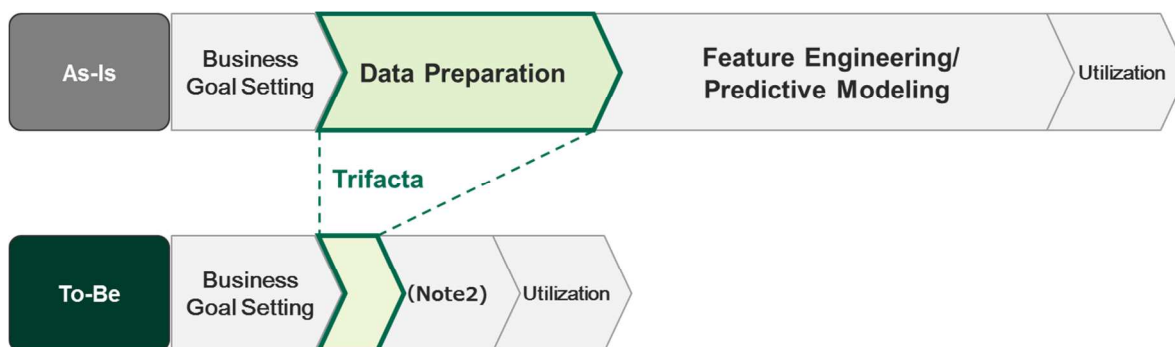 As-Is
Business
Goal Setting
Data Preparation
Feature Engineering/
Predictive Modeling
Utilization
Trifacta
To-Be
Business
Goal Setting
(Note2)
Utilization